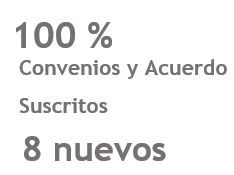 100 %
Convenios y Acuerdo
Suscritos
8 nuevos